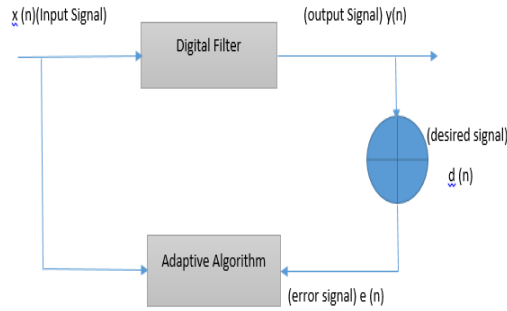 x (n)(Input Signal)
(output Signal) y(n)
Digital Filter
(desired signal)
d (n)
Adaptive Algorithm
(error signal) e (n)